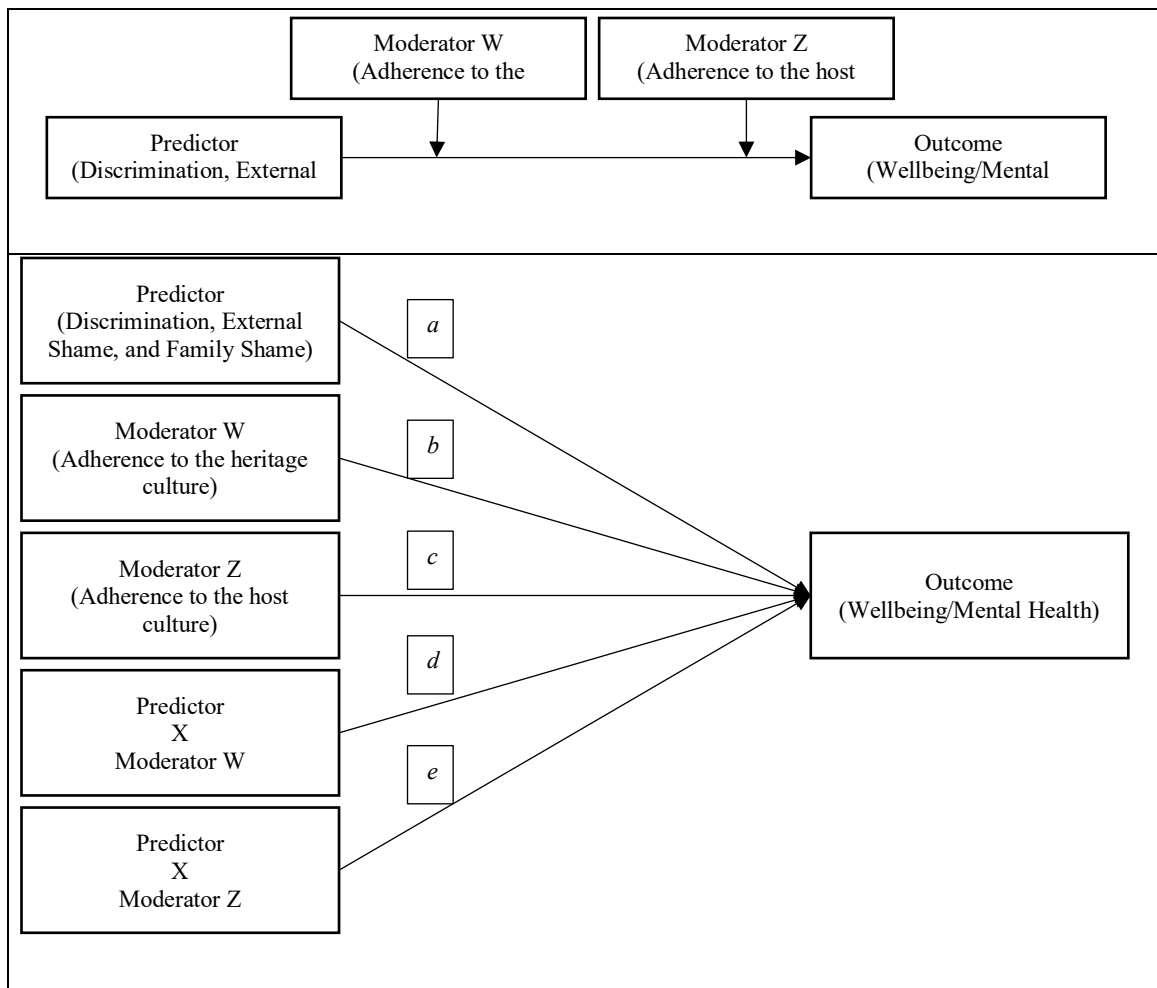 Moderator W
(Adherence to the
Moderator Z
(Adherence to the host
Predictor
(Discrimination, External
Outcome
(Wellbeing/Mental
Predictor
(Discrimination, External
Shame, and Family Shame)
a
Moderator W
(Adherence to the heritage
culture)
b
Moderator Z
(Adherence to the host
culture)
c
Outcome
(Wellbeing/Mental Health)
Predictor
X
Moderator W
d
Predictor
X
Moderator Z
e